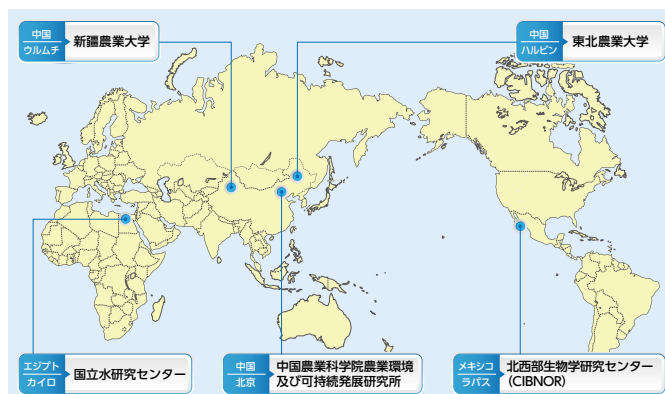 中国
ウルムチ
新疆農業大学
中国
ハルビン
東北農業大学
エジプト
カイロ
国立水研究センター
中国
北京
中国農業科学院農業環境
及び可持続発展研究所
メキシコ
ラパス
北西部生物学研究センター
(CIBNOR)